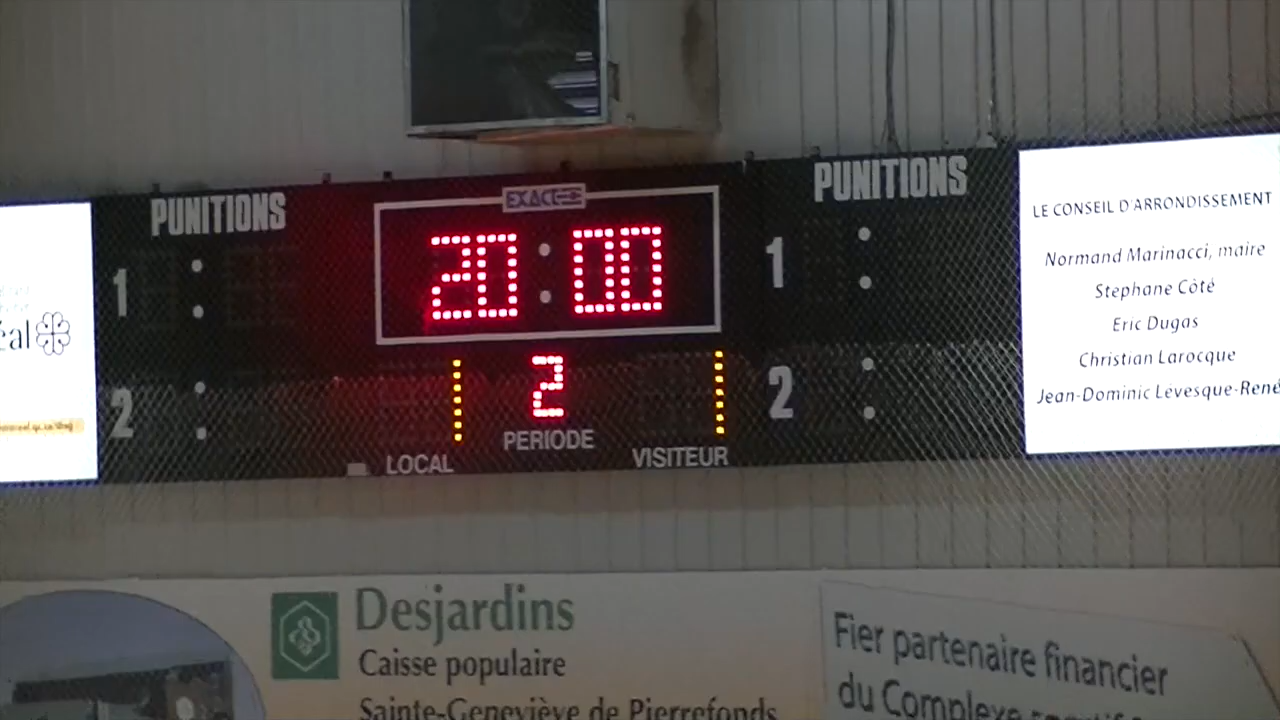 PUNITIONS
EXACT
PUNITIONS
20:00
1
1
2
2
2
PERIODE
LOCAL
VISITEUR
LE CONSEIL D'ARRONDISSEMENT
Normand Marinacci, maire
Stephane Côté
Eric Dugas
Christian Larocque
Jean-Dominic Lévesque-René
Desjardins
Caisse populaire
Sainte-Geneviève de Pierrefonds
Fier partenaire financier
du Complexe sportif